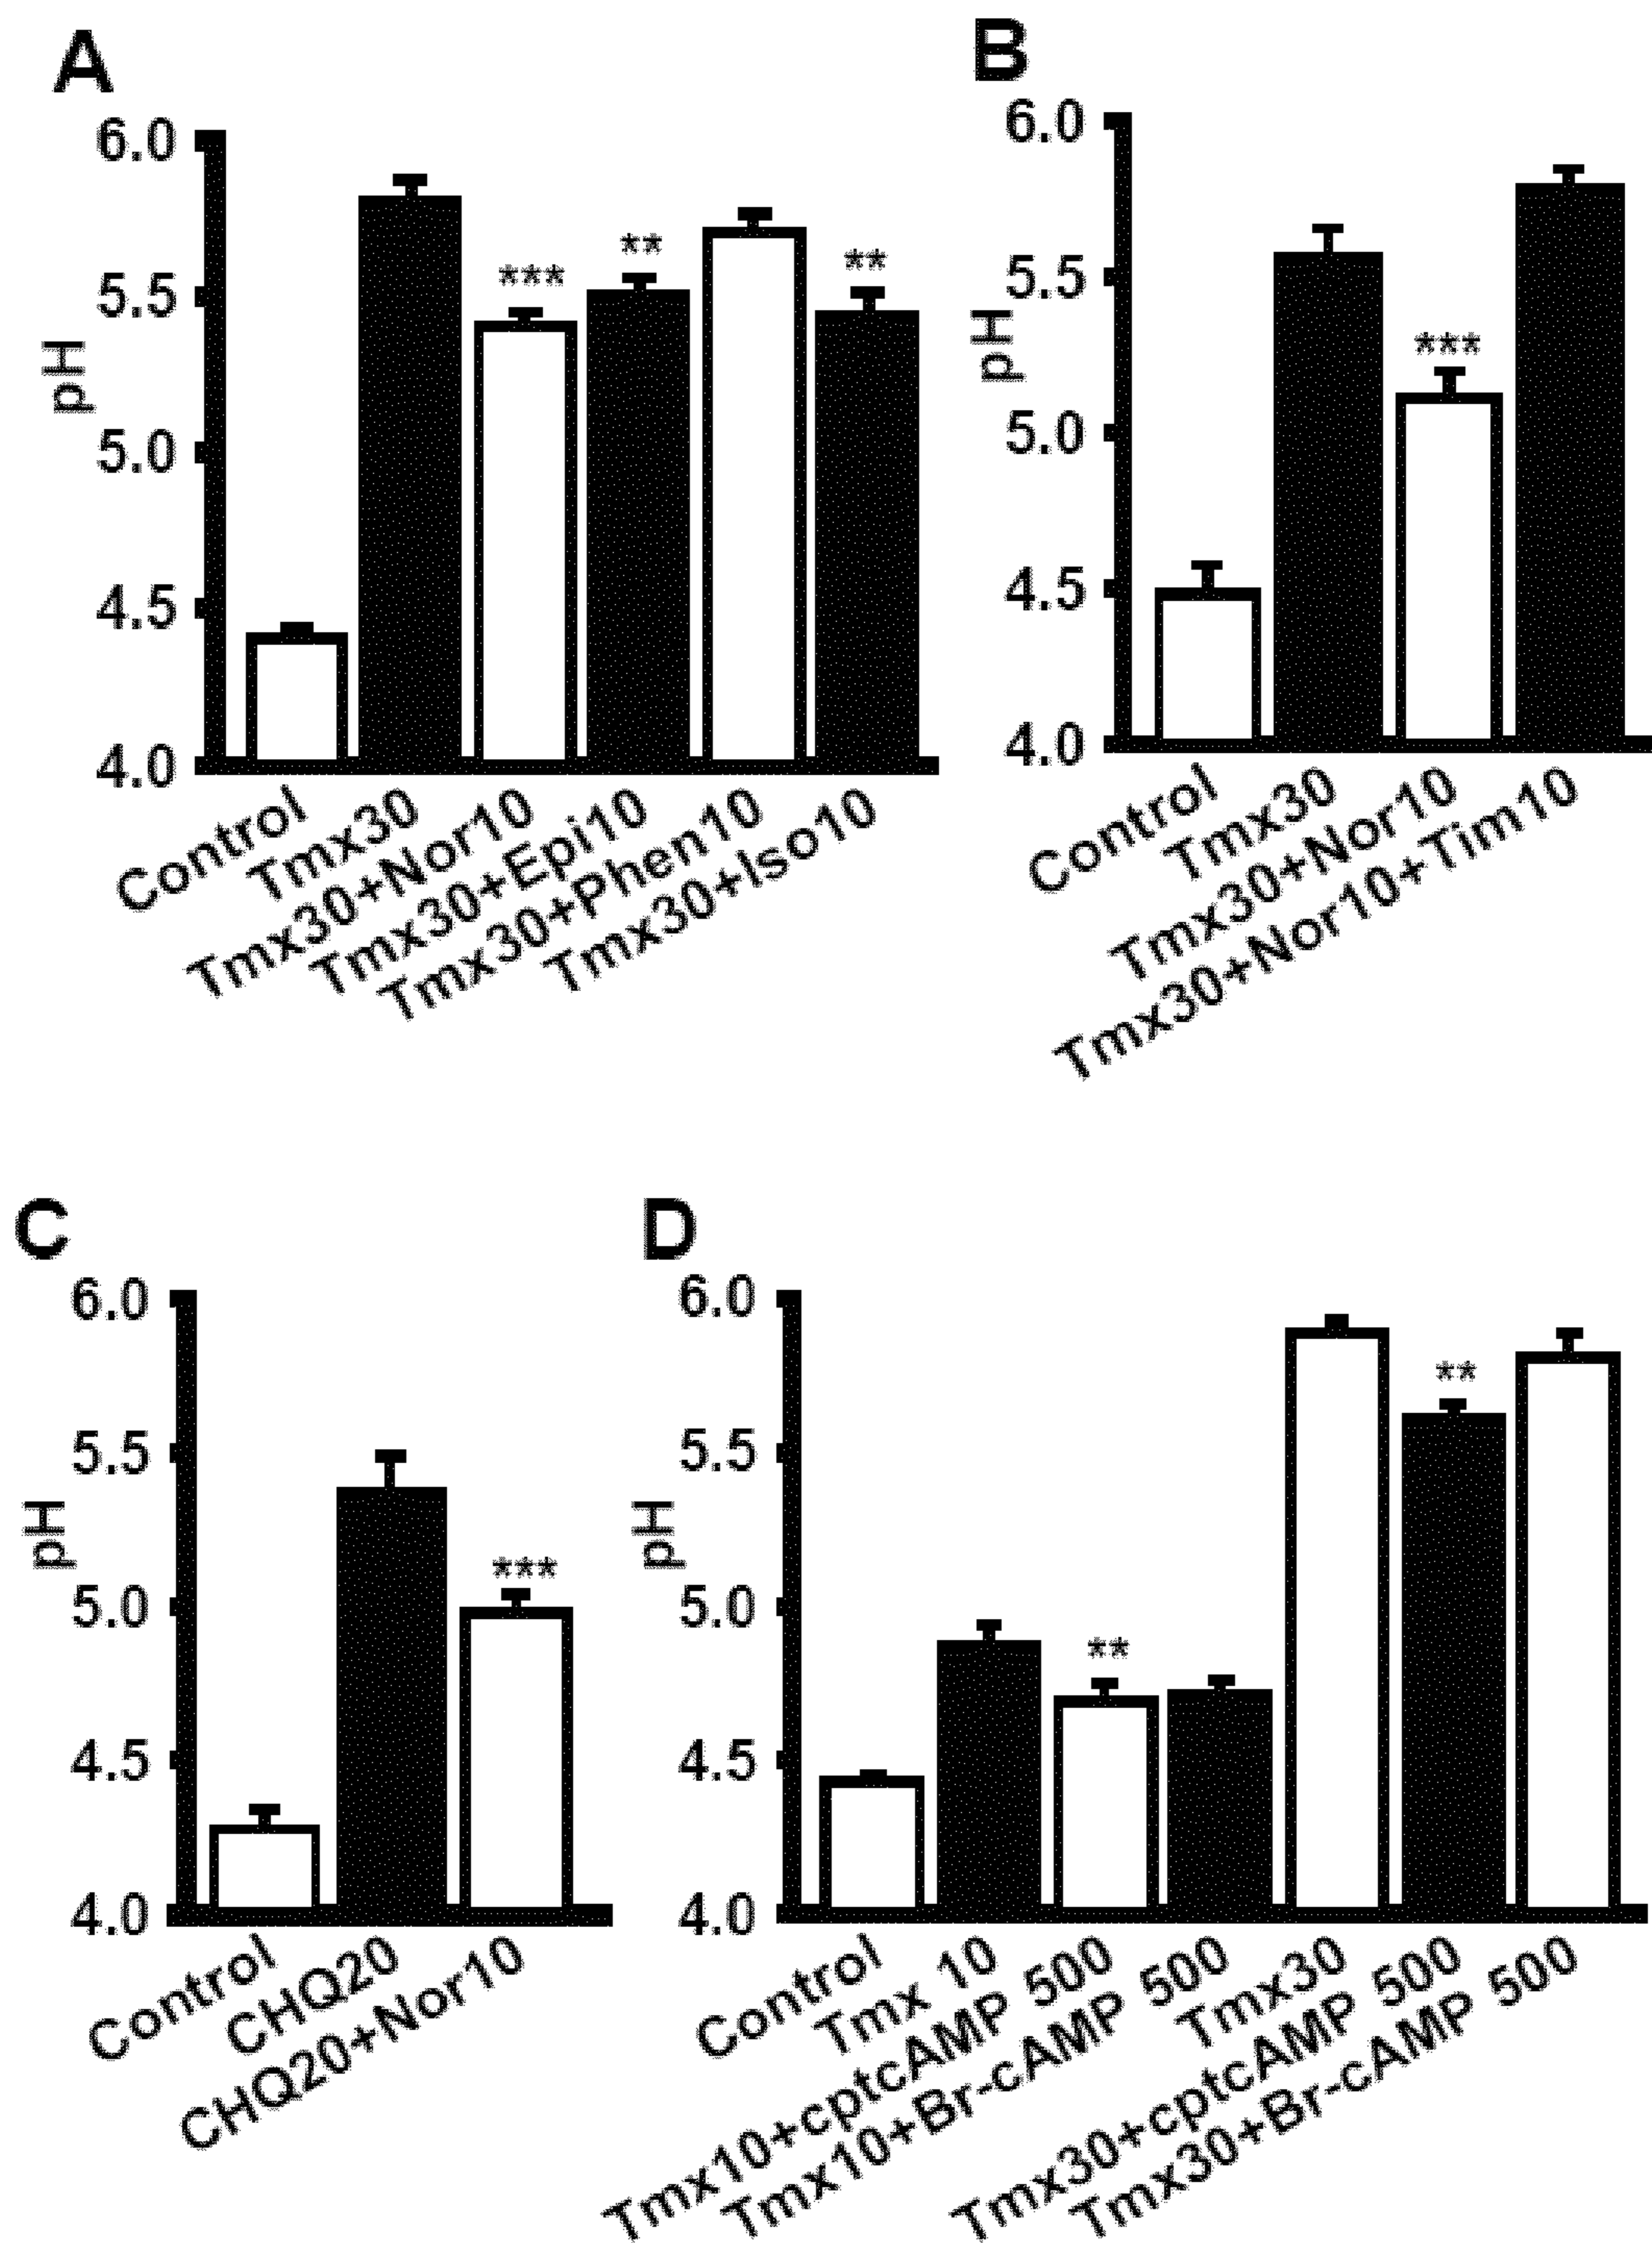 A
6.0
5.5
5.0
4.5
4.0
pH
***
**
**
Control
Tmx30
Tmx30+Nor10
Tmx30+Epi10
Tmx30+Phen10
Tmx30+Iso10
B
6.0
5.5
5.0
4.5
4.0
pH
***
Control
Tmx30
Tmx30+Nor10
Tmx30+Nor10+Tim10
C
6.0
5.5
5.0
4.5
4.0
pH
***
Control
CHQ20
CHQ20+Nor10
D
6.0
5.5
5.0
4.5
4.0
pH
**
**
Control
Tmx 10
Tmx10+cptcAMP 500
Tmx10+Br-cAMP 500
Tmx30
Tmx30+cptcAMP 500
Tmx30+Br-cAMP 500